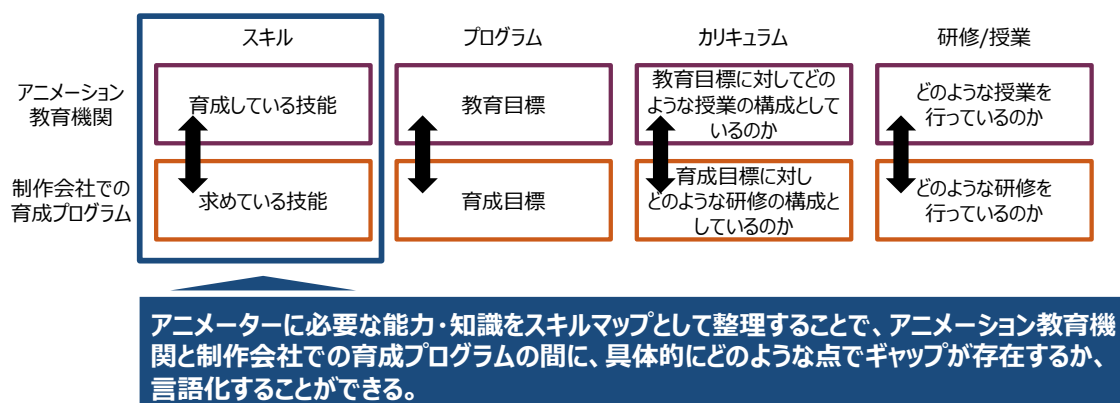 スキル
プログラム
カリキュラム
研修/授業
アニメーション
教育機関
育成している技能
教育目標
教育目標に対してどの
ような授業の構成として
いるのか
どのような授業を
行っているのか
制作会社での
育成プログラム
求めている技能
育成目標
育成目標に対し
どのような研修の構成と
しているのか
どのような研修を
行っているのか
アニメーターに必要な能力・知識をスキルマップとして整理することで、アニメーション教育機
関と制作会社での育成プログラムの間に、具体的にどのような点でギャップが存在するか、
言語化することができる。